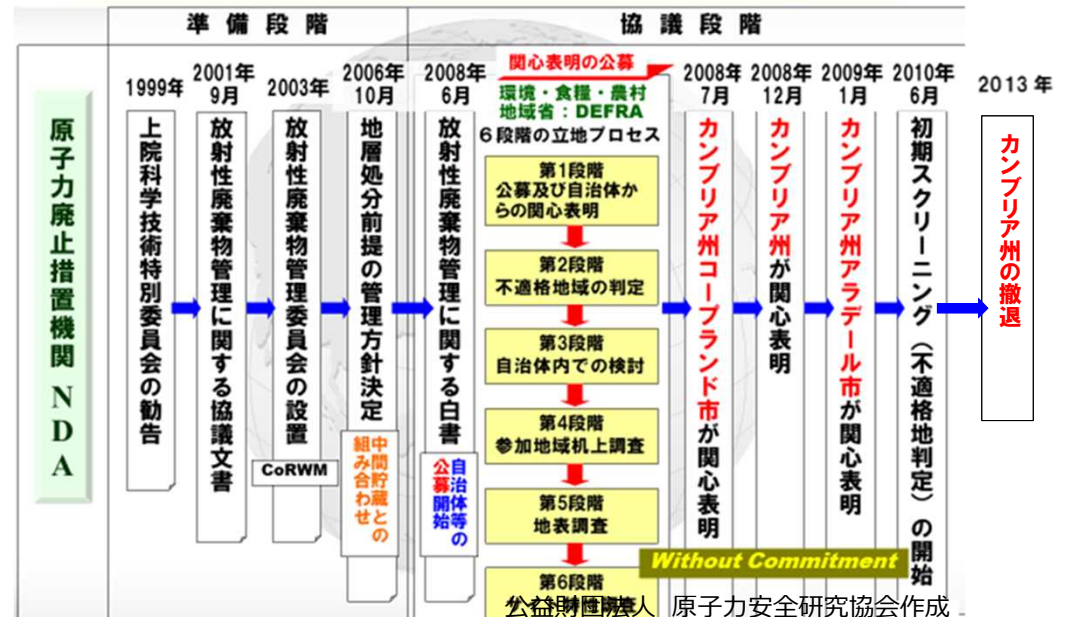 準備段階
協議段階
原子力廃止措置機関 NDA
1999年
上院科学技術特別委員会の勧告
2001年
9月
放射性廃棄物管理に関する協議文書
2003年
放射性廃棄物管理委員会の設置
CoRWM
2006年
10月
地層処分前提の管理方針決定
中間貯蔵との
組み合わせ
2008年
6月
放射性廃棄物管理に関する白書
自治体等の
公募開始
関心表明の公募
環境・食糧・農村
地域省:DEFRA
6段階の立地プロセス
第1段階
公募及び自治体か
らの関心表明
第2段階
不適格地域の判定
第3段階
自治体内での検討
第4段階
参加地域机上調査
第5段階
地表調査
第6段階
2008年
7月
カンブリア州コープランド市が関心表明
2008年
12月
カンブリア州が関心表明
2009年
1月
カンブリア州アラデール市が関心表明
2010年
6月
初期スクリーニング(不適格地判定)の開始
Without Commitment
2013年
カンブリア州の撤退
公益財団法人 原子力安全研究協会作成